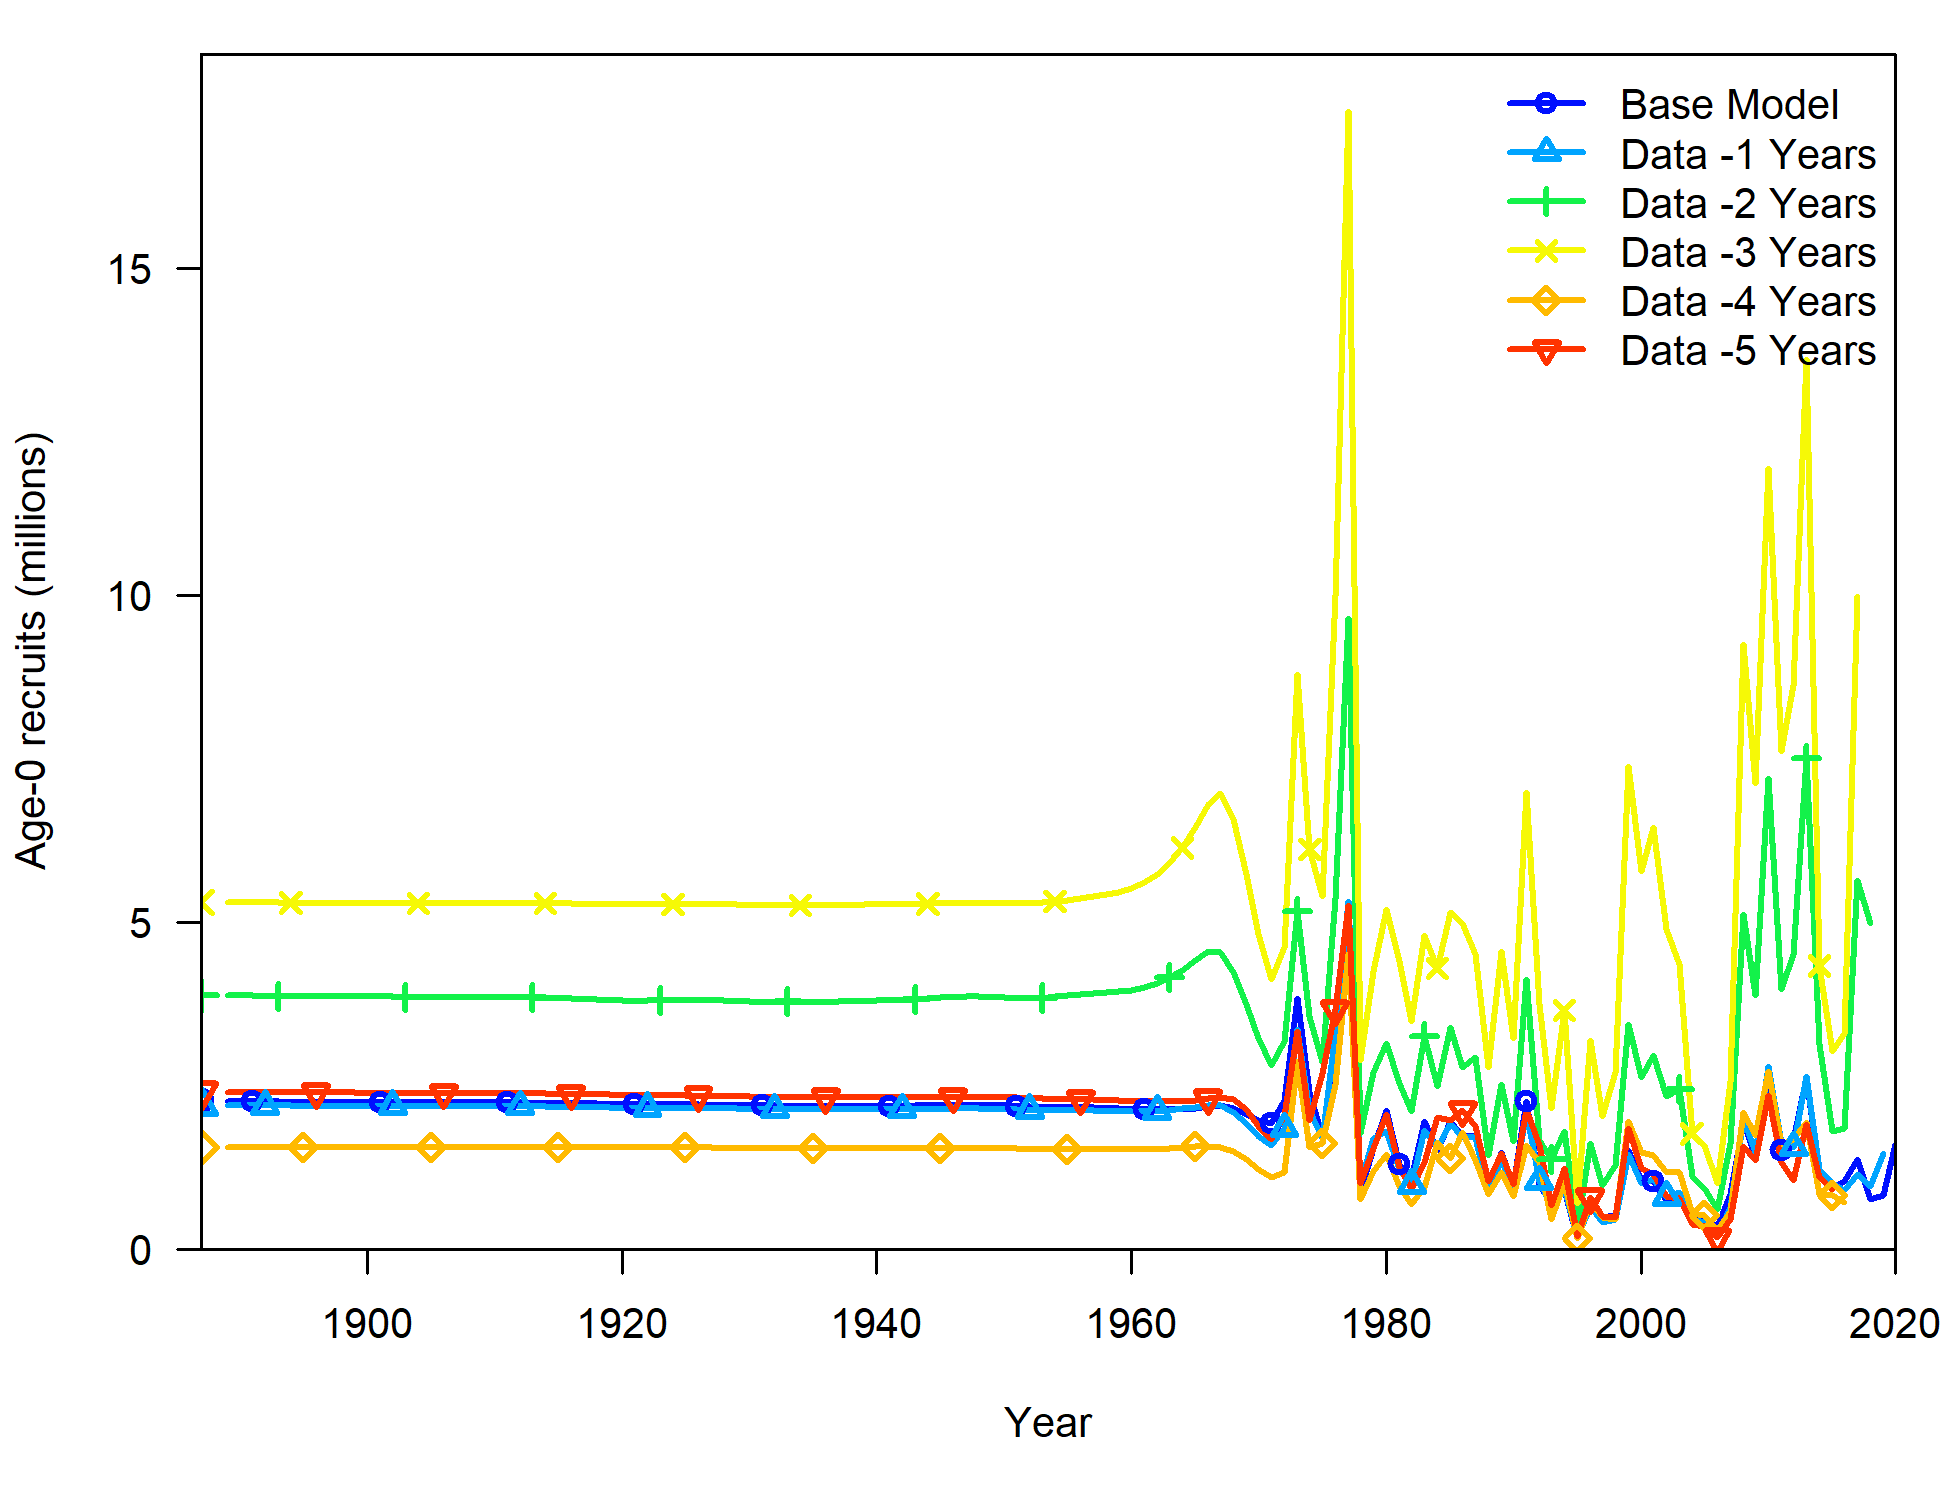 Base Model
Data -1 Years
Data -2 Years
Data -3 Years
Data -4 Years
Data -5 Years
15
10
5
0
Age-0 recruits (millions)
1900 1920 1940 1960 1980 2000 2020
Year